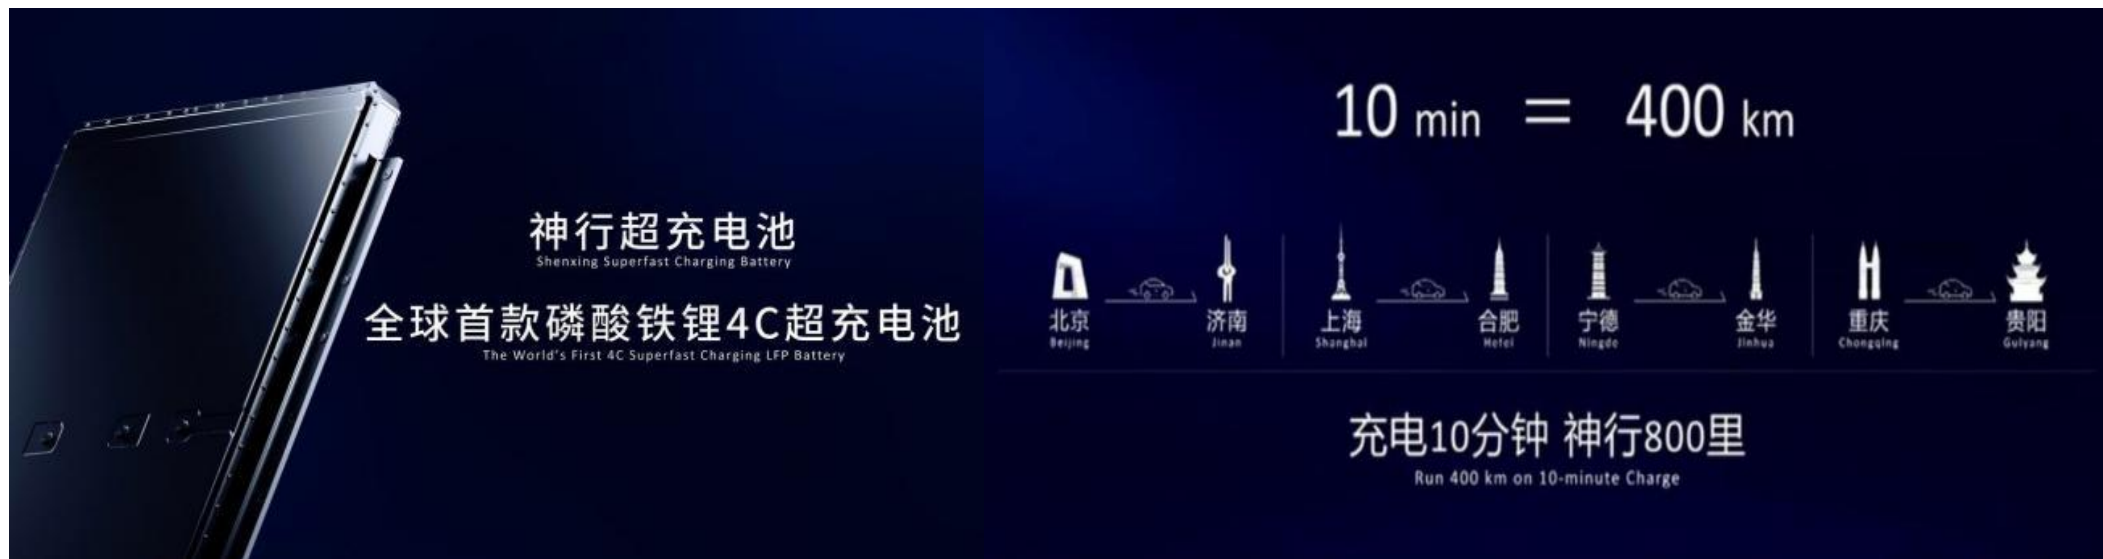 神行超充电池
Shenxing Superfast Charging Battery
全球首款磷酸铁锂4C超充电池
The World's First 4C Superfast Charging LFP Battery
10 min = 400 km
北京 济南 上海 合肥 宁德 金华 重庆 贵阳
Beijing Jinan Shanghai Hefei Ningde Jinhua Chongqing Guiyang
充电10分钟 神行800里
Run 400 km on 10-minute Charge